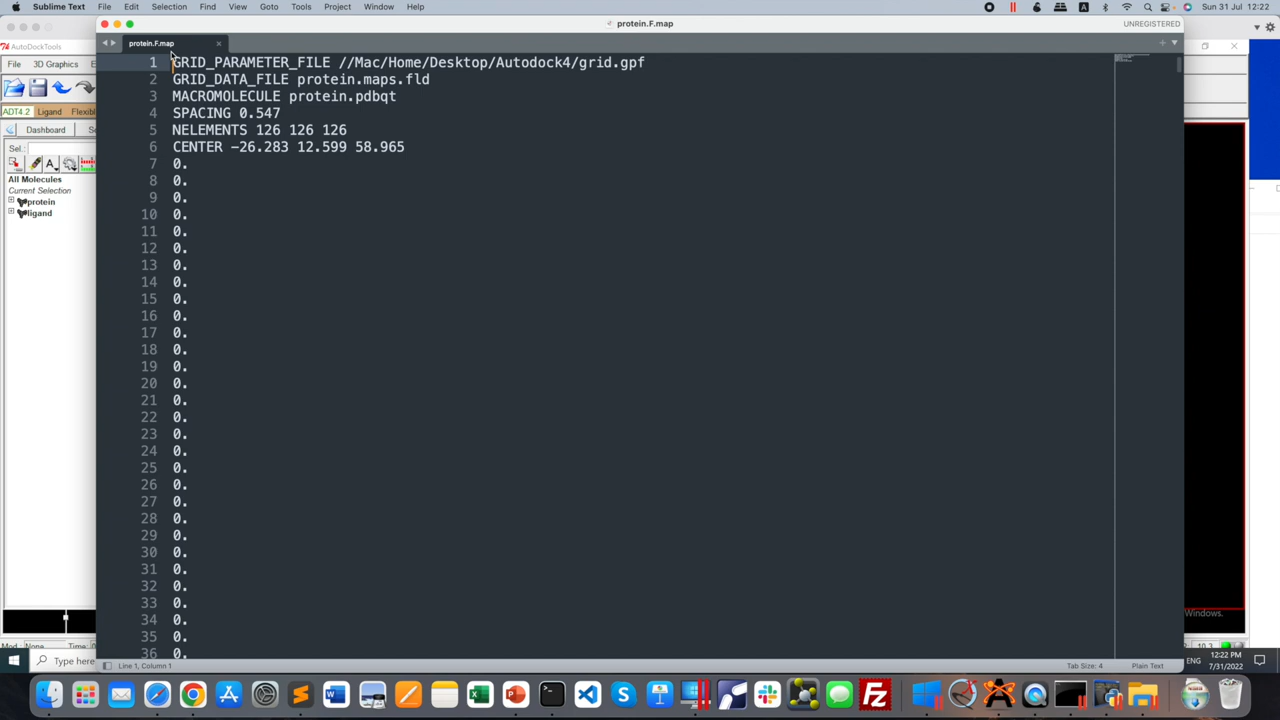 Sublime Text File Edit Selection Find View Goto Tools Project Window Help Sun 31 Jul 12:22
protein.F.map UNREGISTERED
AutoDockTools
protein.F.map
File 3D Graphics E
ADT4.2 Ligand Flexibl
Dashboard Se
Sel.:
All Molecules
Current Selection
protein
ligand
1 GRID_PARAMETER_FILE //Mac/Home/Desktop/Autodock4/grid.gpf
2 GRID_DATA_FILE protein.maps.fld
3 MACROMOLECULE protein.pdbqt
4 SPACING 0.547
5 NELEMENTS 126 126 126
6 CENTER -26.283 12.599 58.965
7 0.
8 0.
9 0.
10 0.
11 0.
12 0.
13 0.
14 0.
15 0.
16 0.
17 0.
18 0.
19 0.
20 0.
21 0.
22 0.
23 0.
24 0.
25 0.
26 0.
27 0.
28 0.
29 0.
30 0.
31 0.
32 0.
33 0.
34 0.
35 0.
36 0.
Windows.
Line 1, Column 1 Tab Size: 4 Plain Text
Type here
ENG 12:22 PM
7/31/2022